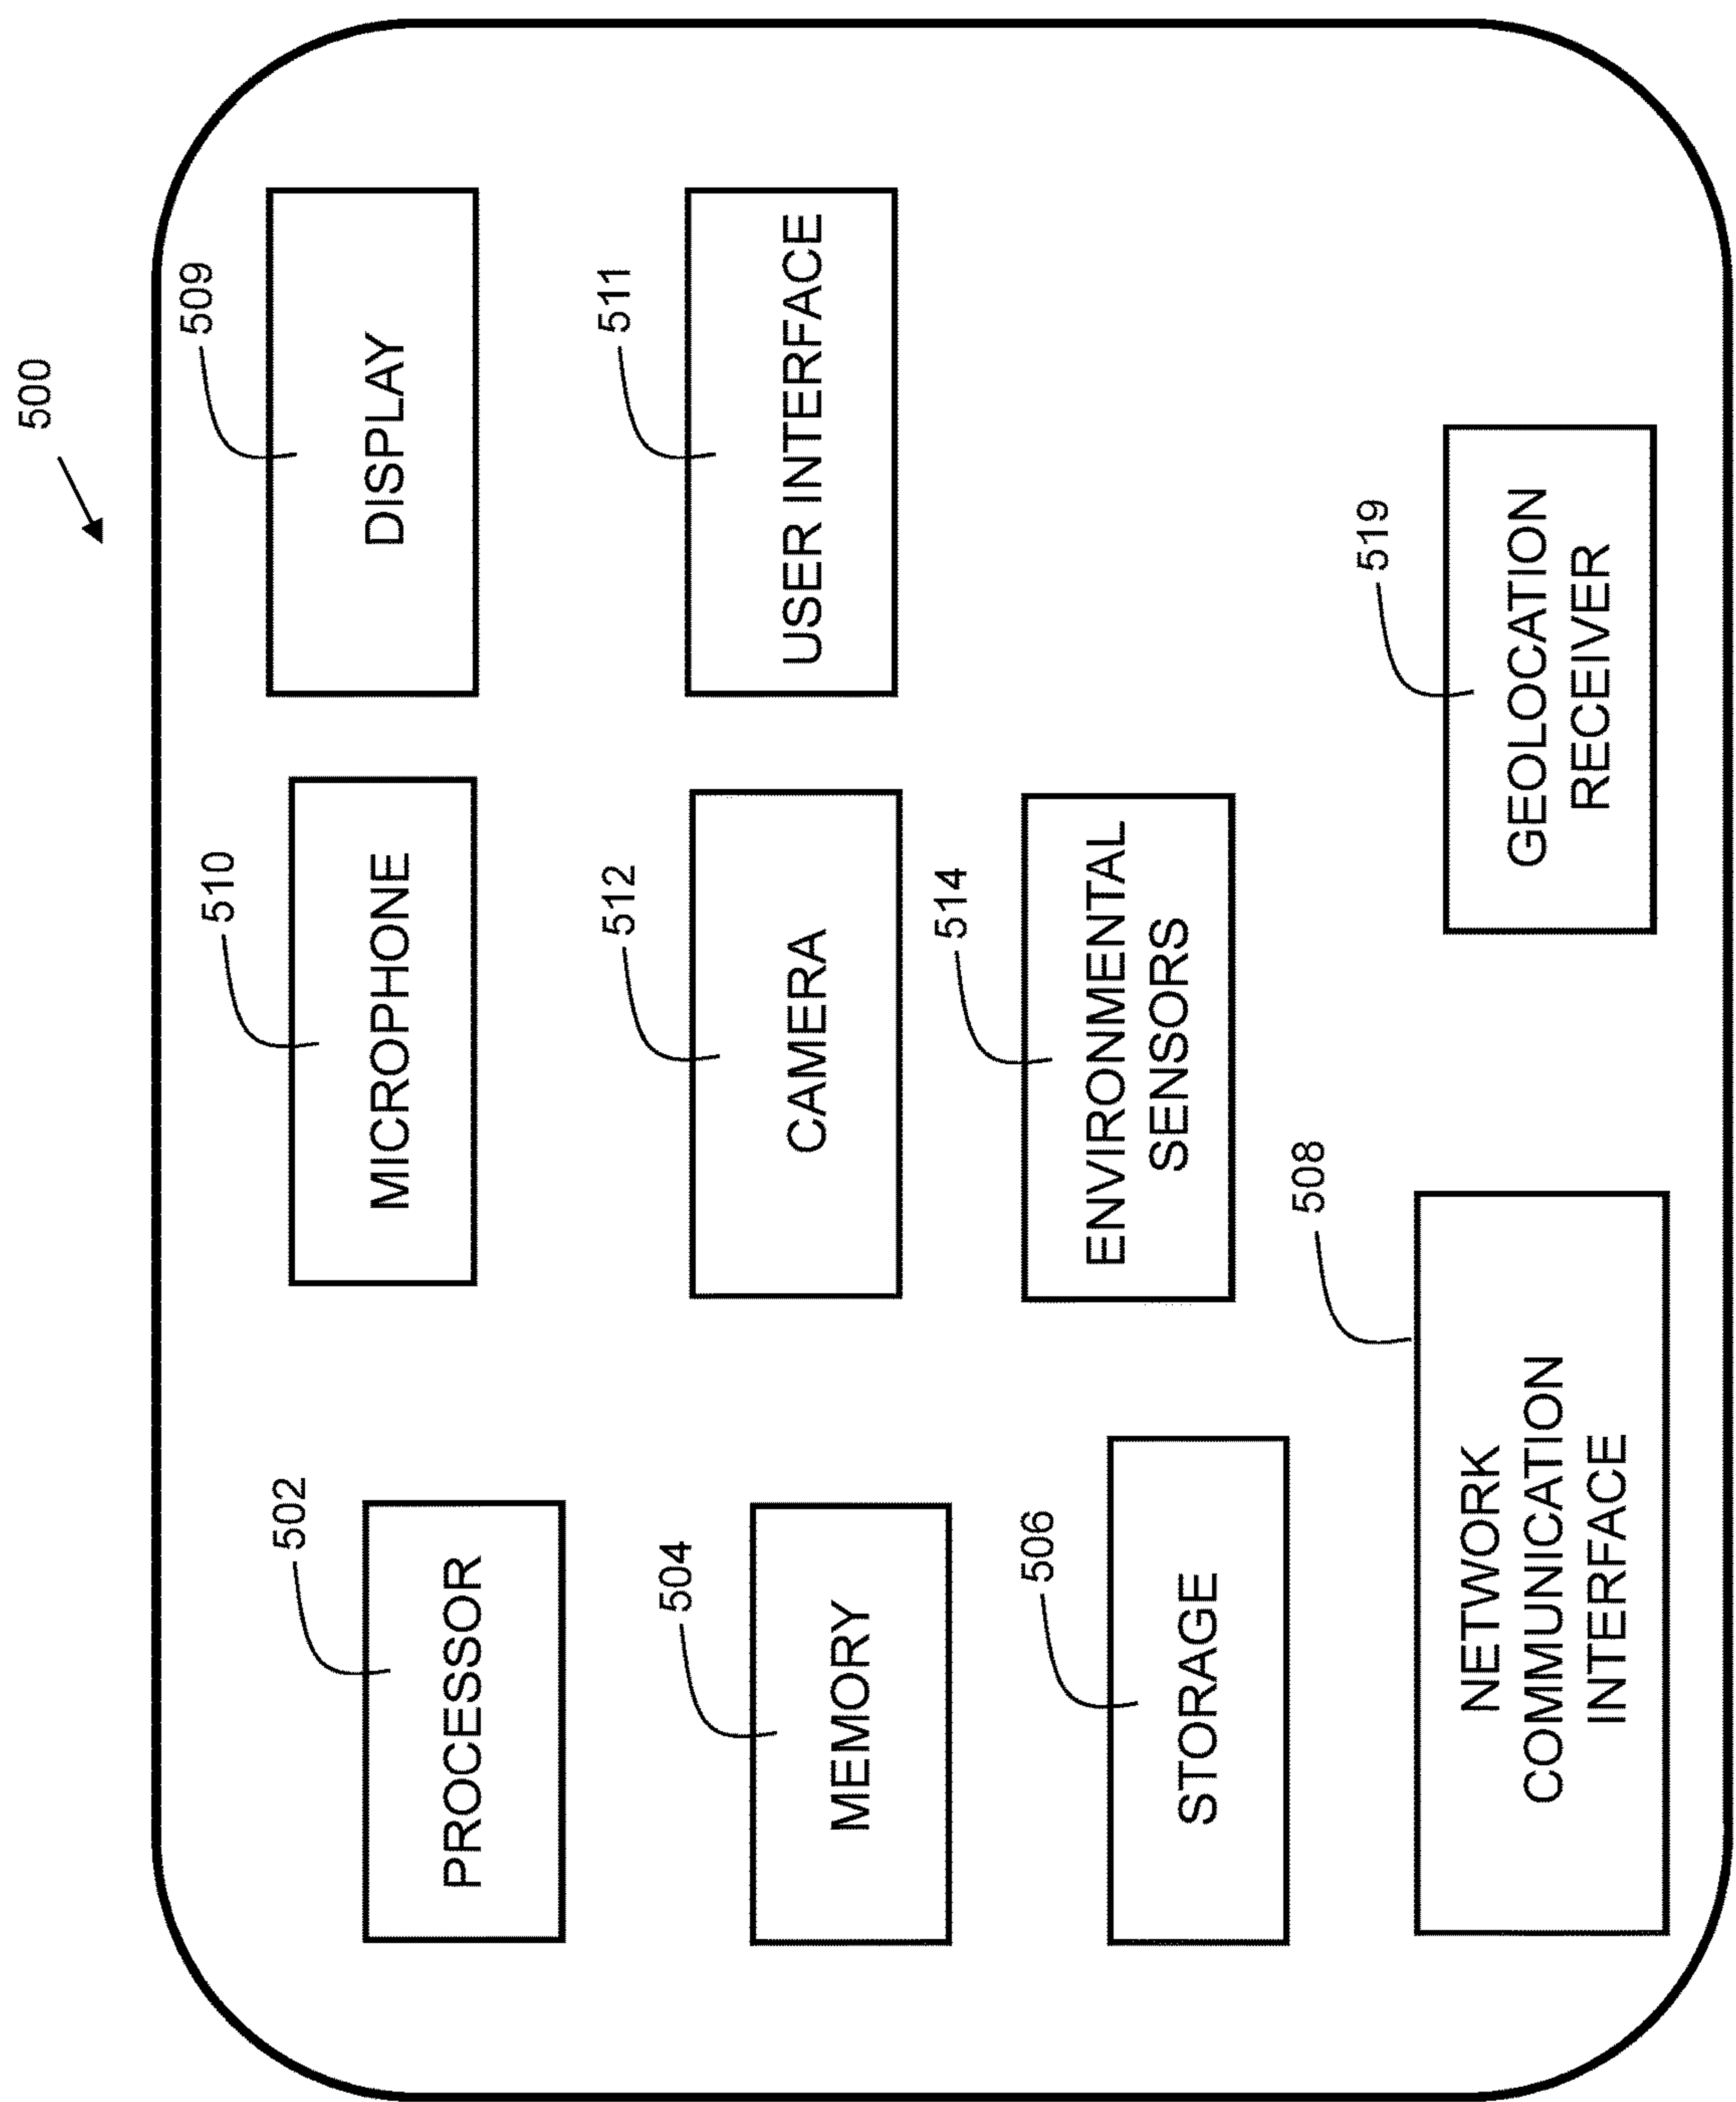 500
502
PROCESSOR
510
MICROPHONE
509
DISPLAY
504
MEMORY
512
CAMERA
511
USER INTERFACE
506
STORAGE
514
ENVIRONMENTAL
SENSORS
508
NETWORK
COMMUNICATION
INTERFACE
519
GEOLOCATION
RECEIVER